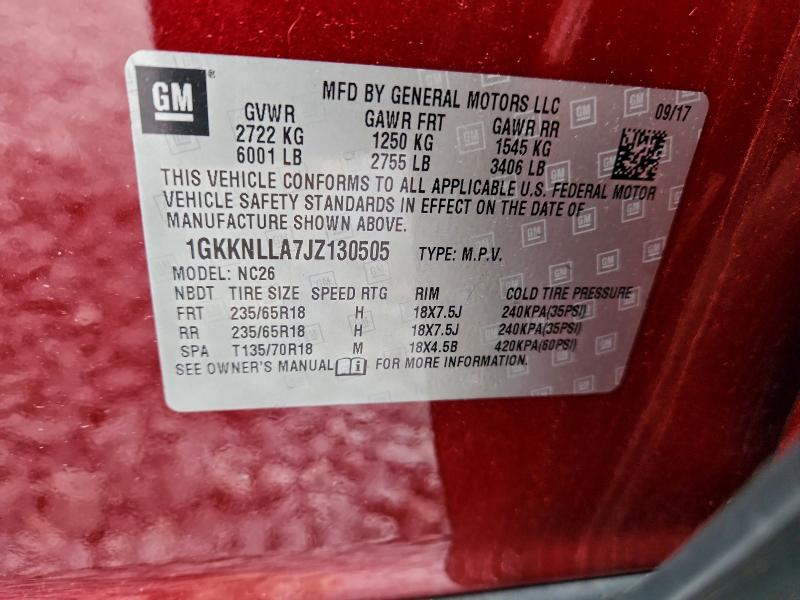 GM
MFD BY GENERAL MOTORS LLC
09/17
GVWR GAWR FRT GAWR RR
2722 KG 1250 KG 1545 KG
6001 LB 2755 LB 3406 LB
THIS VEHICLE CONFORMS TO ALL APPLICABLE U.S. FEDERAL MOTOR
VEHICLE SAFETY STANDARDS IN EFFECT ON THE DATE OF
MANUFACTURE SHOWN ABOVE.
1GKKNLLA7JZ130505 TYPE: M.P.V.
MODEL: NC26
NBDT TIRE SIZE SPEED RTG RIM COLD TIRE PRESSURE
FRT 235/65R18 H 18X7.5J 240KPA(35PSI)
RR 235/65R18 H 18X7.5J 240KPA(35PSI)
SPA T135/70R18 M 18X4.5B 420KPA(60PSI)
SEE OWNER'S MANUAL i FOR MORE INFORMATION.